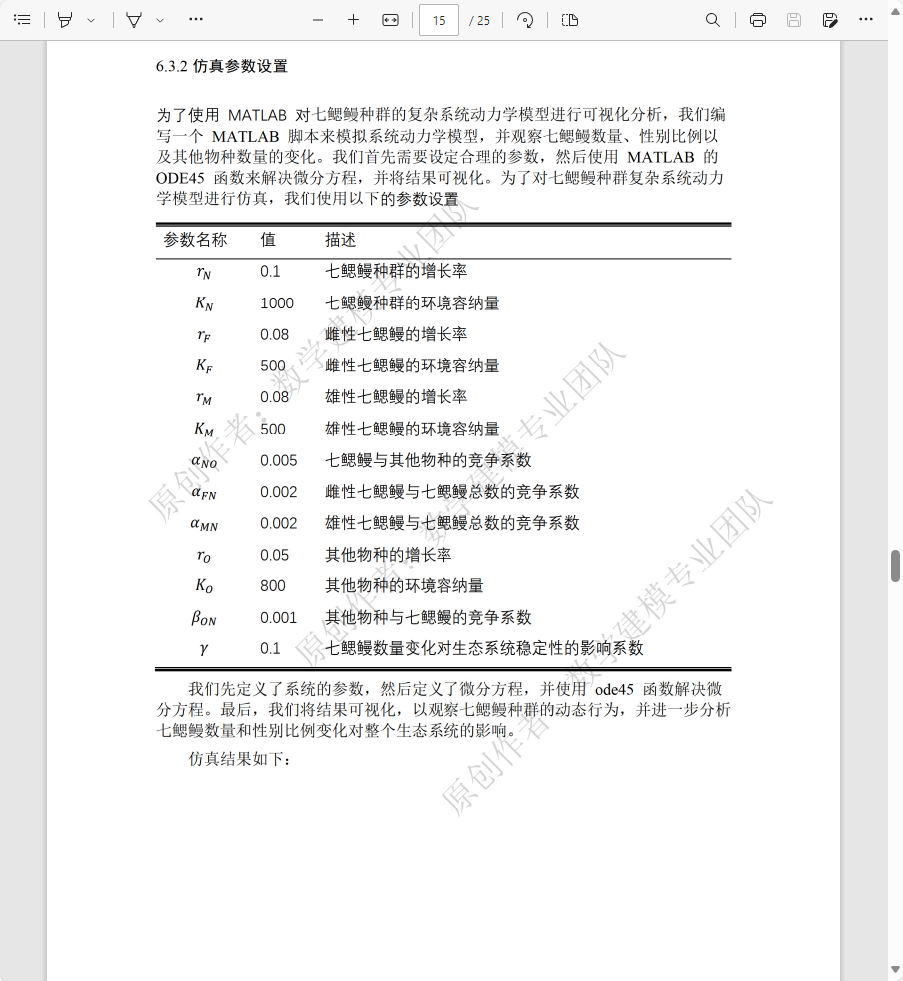 15 / 25
6.3.2 仿真参数设置
为了使用 MATLAB 对七鳃鳗种群的复杂系统动力学模型进行可视化分析，我们编
写一个 MATLAB 脚本来模拟系统动力学模型，并观察七鳃鳗数量、性别比例以
及其他物种数量的变化。我们首先需要设定合理的参数，然后使用 MATLAB 的
ODE45 函数来解决微分方程，并将结果可视化。为了对七鳃鳗种群复杂系统动力
学模型进行仿真，我们使用以下的参数设置
参数名称 值 描述
r_N 0.1 七鳃鳗种群的增长率
K_N 1000 七鳃鳗种群的环境容纳量
r_F 0.08 雌性七鳃鳗的增长率
K_F 500 雌性七鳃鳗的环境容纳量
r_M 0.08 雄性七鳃鳗的增长率
K_M 500 雄性七鳃鳗的环境容纳量
α_NO 0.005 七鳃鳗与其他物种的竞争系数
α_FN 0.002 雌性七鳃鳗与七鳃鳗总数的竞争系数
α_MN 0.002 雄性七鳃鳗与七鳃鳗总数的竞争系数
r_O 0.05 其他物种的增长率
K_O 800 其他物种的环境容纳量
β_ON 0.001 其他物种与七鳃鳗的竞争系数
γ 0.1 七鳃鳗数量变化对生态系统稳定性的影响系数
我们先定义了系统的参数，然后定义了微分方程，并使用 ode45 函数解决微
分方程。最后，我们将结果可视化，以观察七鳃鳗种群的动态行为，并进一步分析
七鳃鳗数量和性别比例变化对整个生态系统的影响。
仿真结果如下：
原创作者：数学建模专业团队
原创作者：数学建模专业团队
原创作者：数学建模专业团队